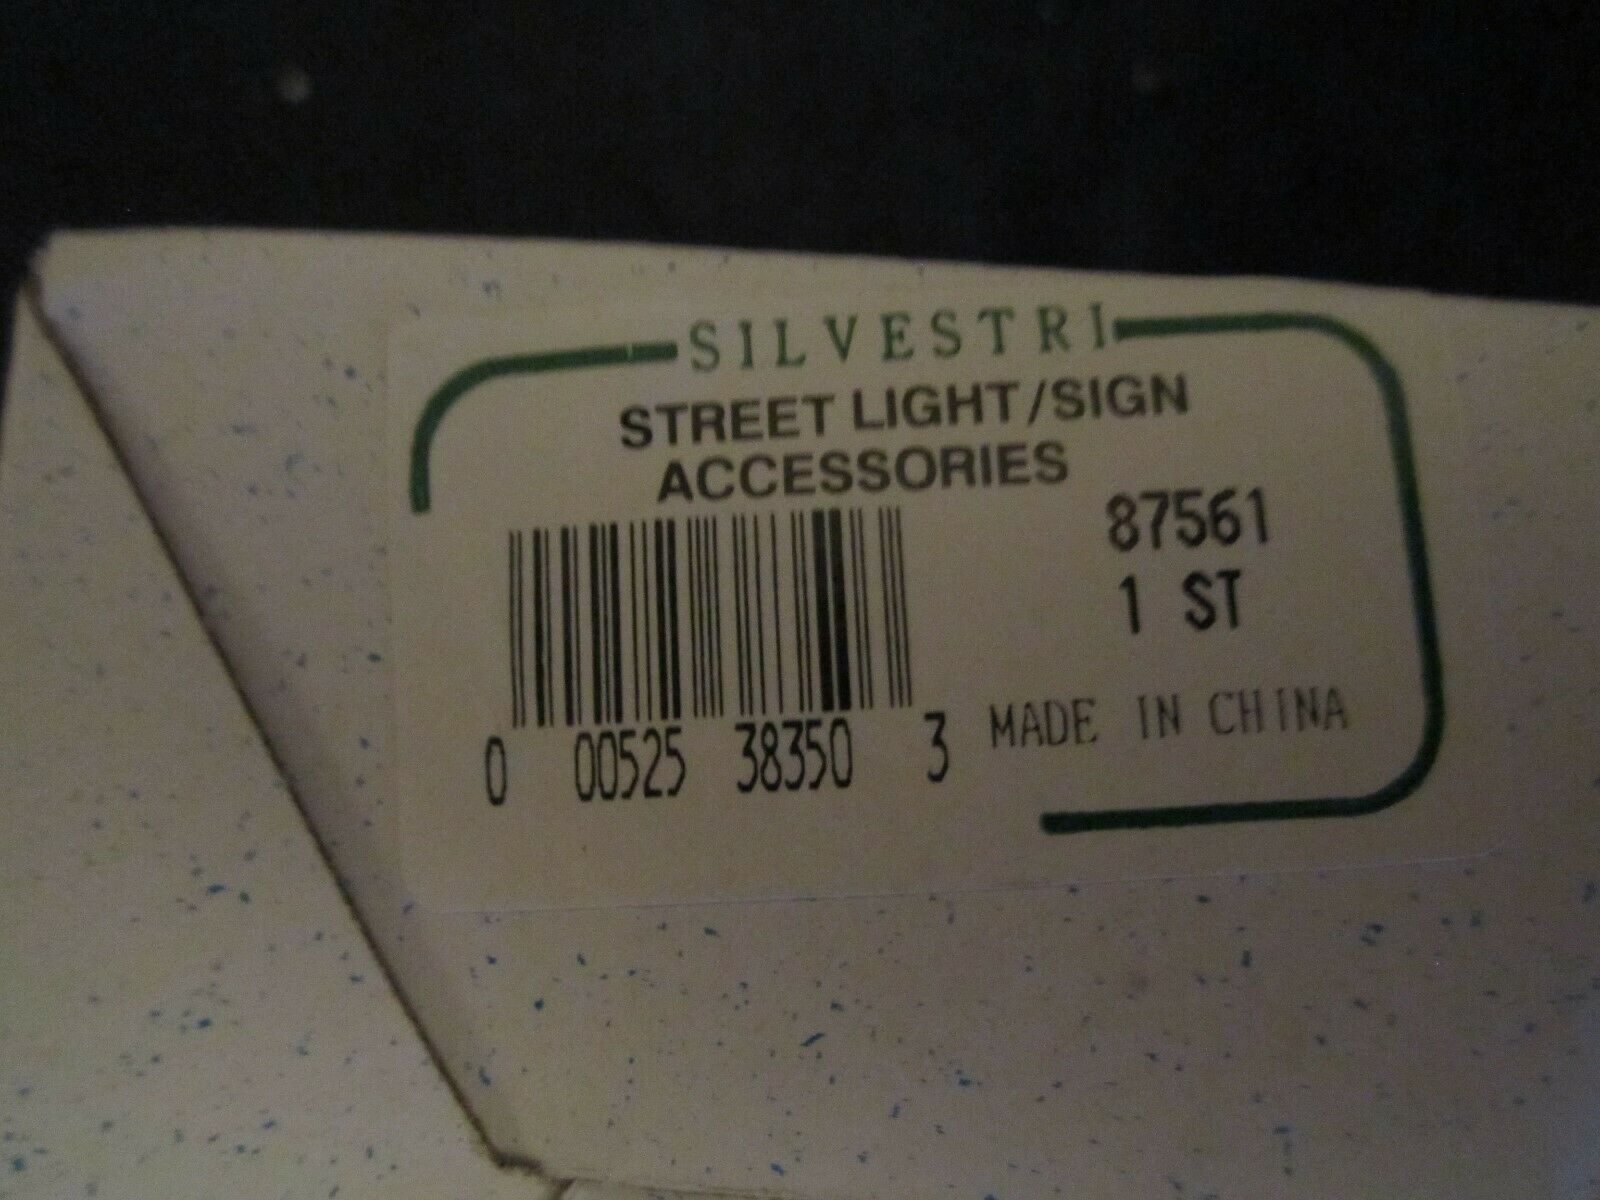 SILVESTRI
STREET LIGHT/SIGN
ACCESSORIES
87561
1 ST
MADE IN CHINA
0 00525 38350 3